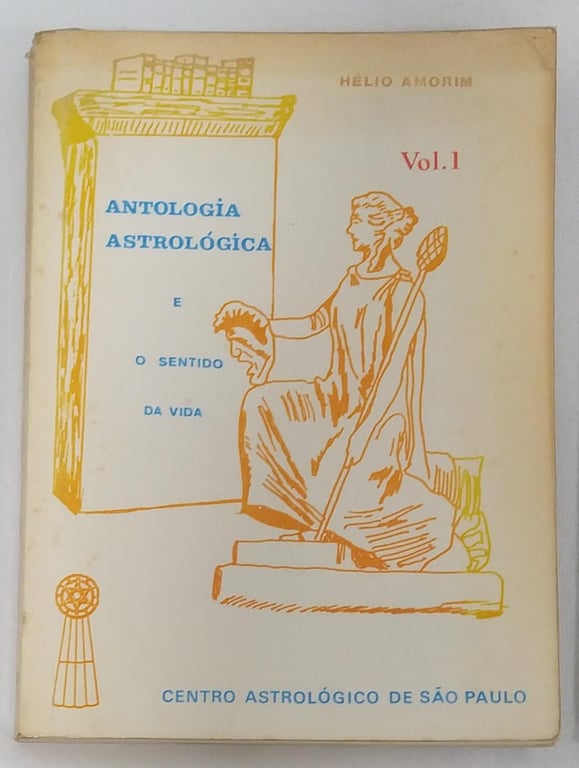 HÉLIO AMORIM
Vol. 1
ANTOLOGIA
ASTROLÓGICA
E
O SENTIDO
DA VIDA
CENTRO ASTROLÓGICO DE SÃO PAULO